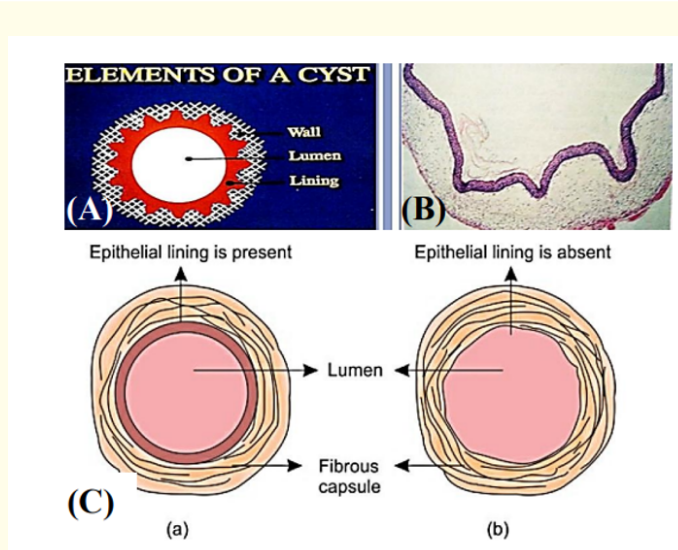 ELEMENTS OF A CYST
Wall
Lumen
Lining
(A)
(B)
Epithelial lining is present
Epithelial lining is absent
Lumen
Fibrous
capsule
(C)
(a)
(b)